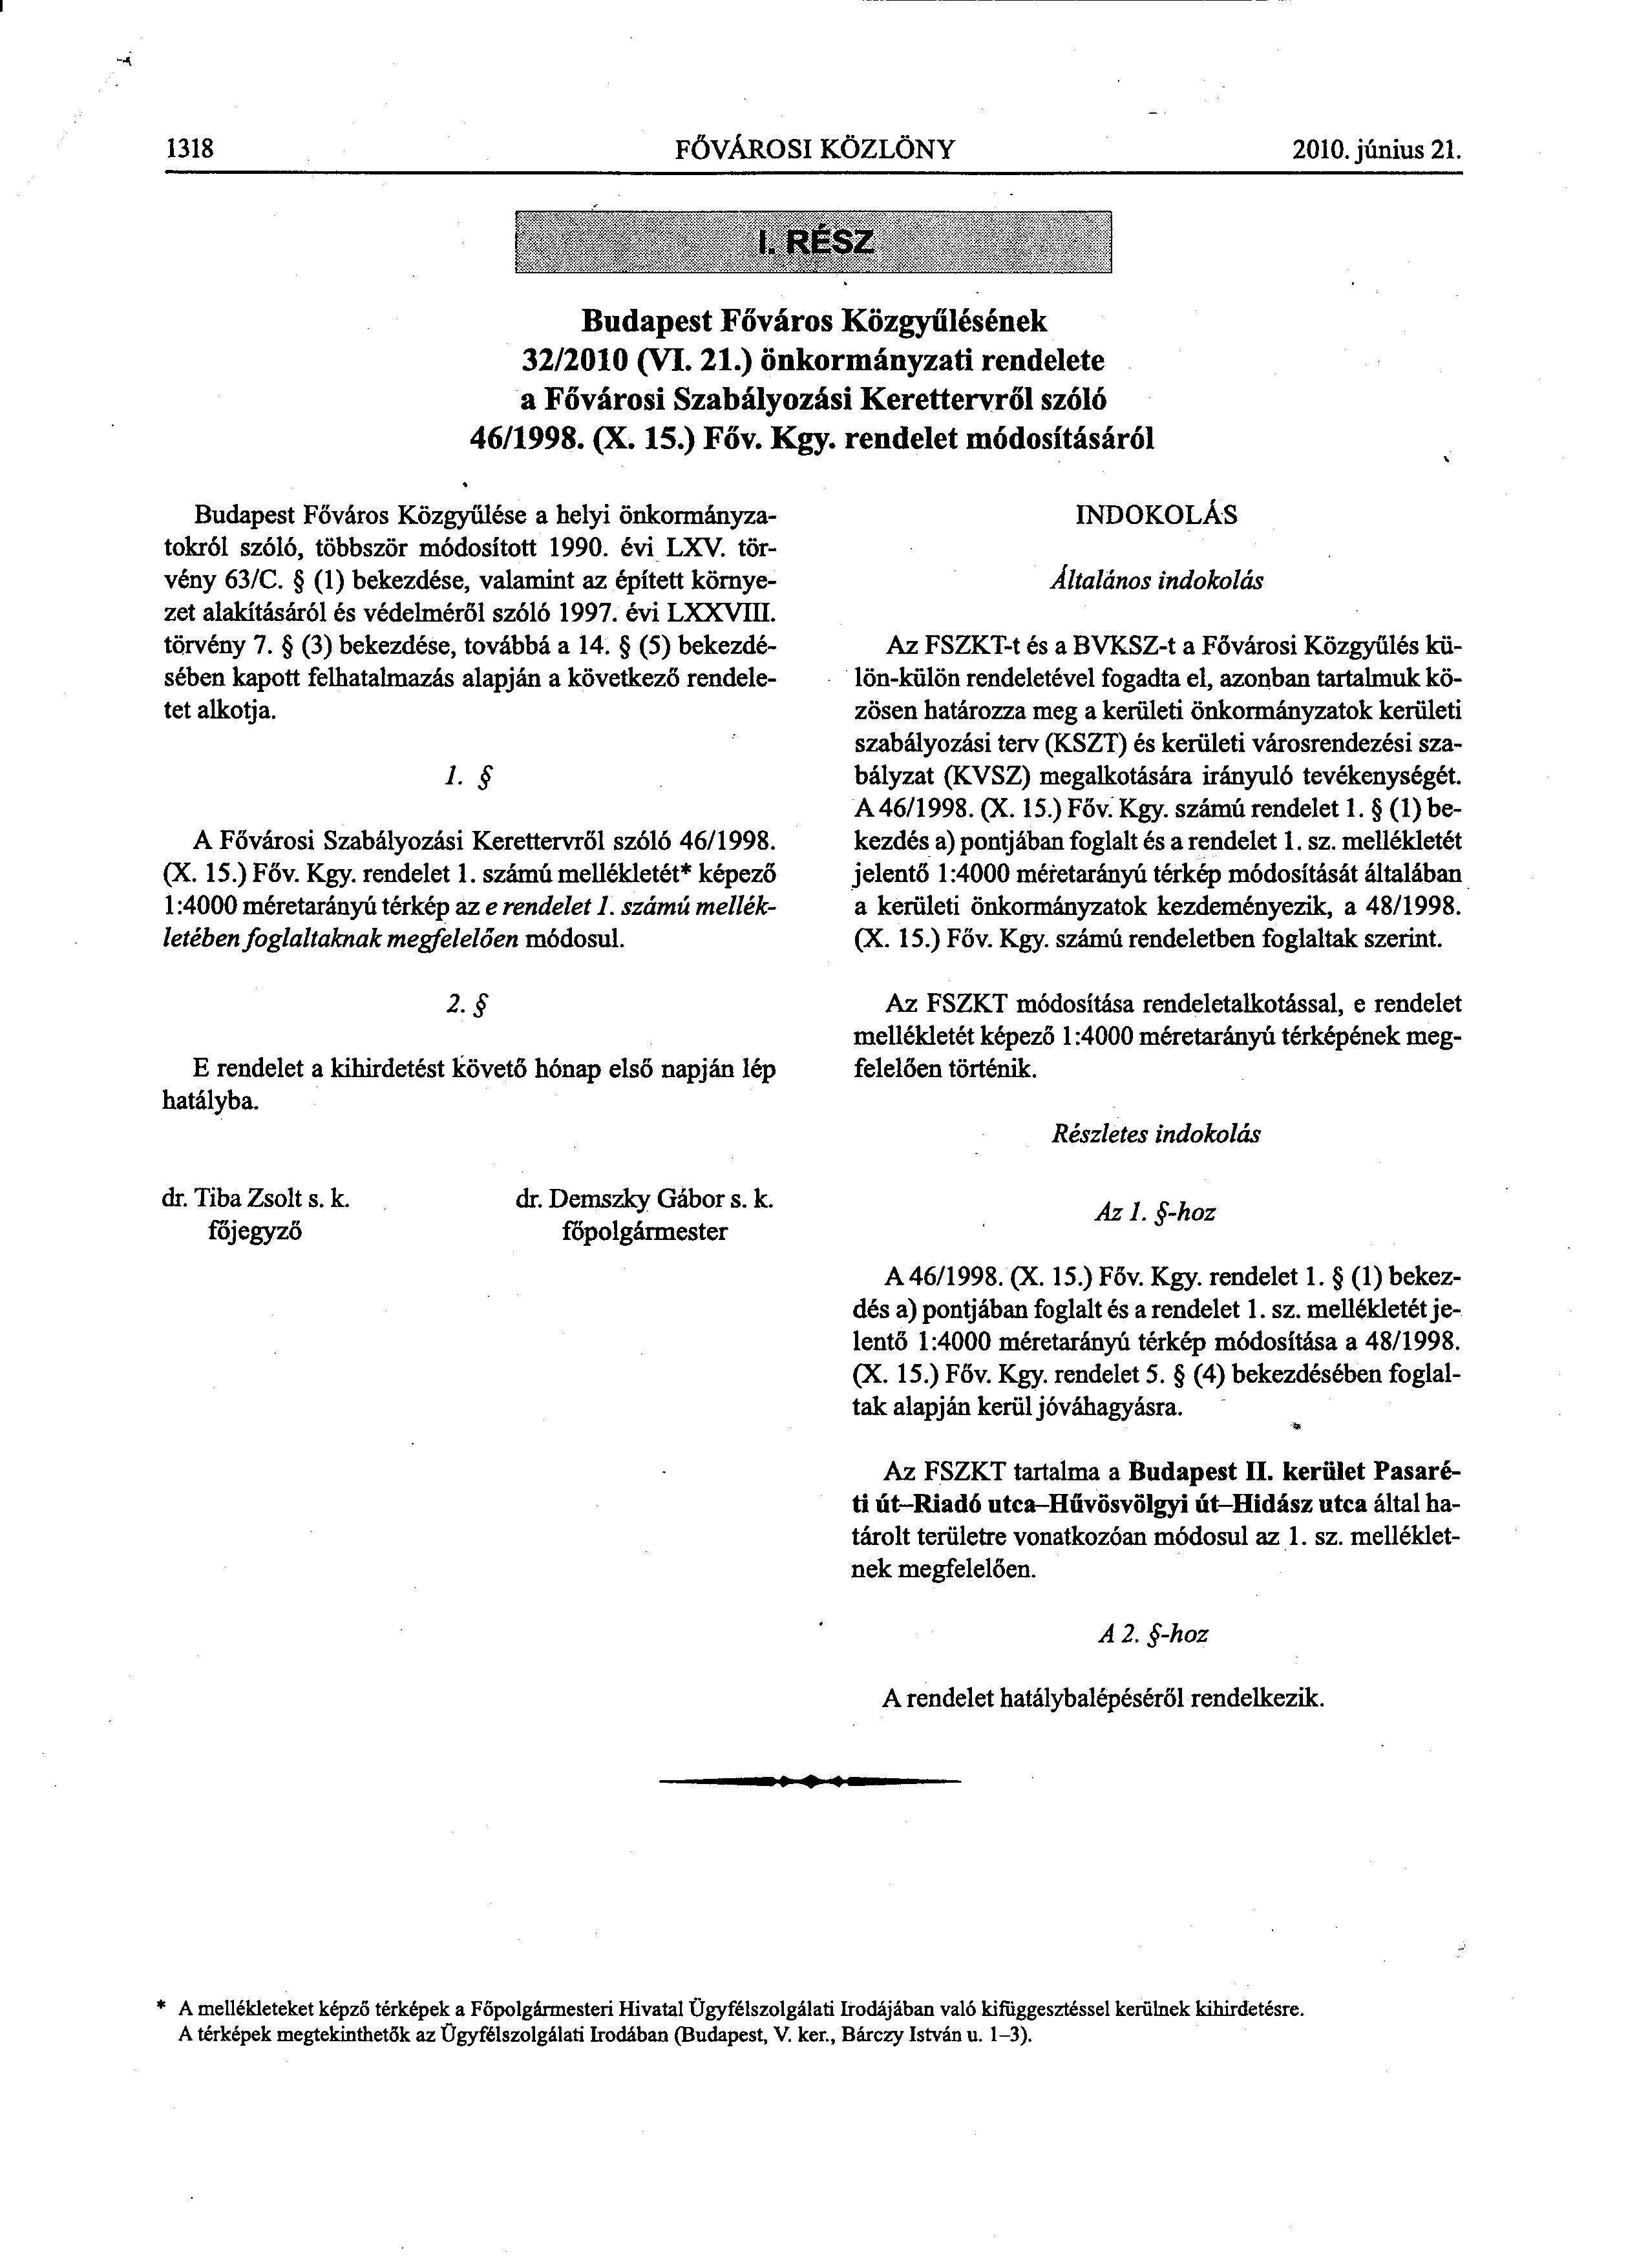 1318
FŐVÁROSI KÖZLÖNY
2010. június 21.
I. RÉSZ
Budapest Főváros Közgyűlésének
32/2010 (VI. 21.) önkormányzati rendelete
a Fővárosi Szabályozási Kerettervről szóló
46/1998. (X. 15.) Főv. Kgy. rendelet módosításáról
Budapest Főváros Közgyűlése a helyi önkormányza-
tokról szóló, többször módosított 1990. évi LXV. tör-
vény 63/C. § (1) bekezdése, valamint az épített környe-
zet alakításáról és védelméről szóló 1997. évi LXXVIII.
törvény 7. § (3) bekezdése, továbbá a 14. § (5) bekezdé-
sében kapott felhatalmazás alapján a következő rendele-
tet alkotja.
1. §
A Fővárosi Szabályozási Kerettervről szóló 46/1998.
(X. 15.) Főv. Kgy. rendelet 1. számú mellékletét* képező
1:4000 méretarányú térkép az e rendelet 1. számú mellék-
letében foglaltaknak megfelelően módosul.
2. §
E rendelet a kihirdetést követő hónap első napján lép
hatályba.
dr. Tiba Zsolt s. k.
főjegyző
dr. Demszky Gábor s. k.
főpolgármester
INDOKOLÁS
Általános indokolás
Az FSZKT-t és a BVKSZ-t a Fővárosi Közgyűlés kü-
lön-külön rendeletével fogadta el, azonban tartalmuk kö-
zösen határozza meg a kerületi önkormányzatok kerületi
szabályozási terv (KSZT) és kerületi városrendezési sza-
bályzat (KVSZ) megalkotására irányuló tevékenységét.
A 46/1998. (X. 15.) Főv. Kgy. számú rendelet 1. § (1) be-
kezdés a) pontjában foglalt és a rendelet 1. sz. mellékletét
jelentő 1:4000 méretarányú térkép módosítását általában
a kerületi önkormányzatok kezdeményezik, a 48/1998.
(X. 15.) Főv. Kgy. számú rendeletben foglaltak szerint.
Az FSZKT módosítása rendeletalkotással, e rendelet
mellékletét képező 1:4000 méretarányú térképének meg-
felelően történik.
Részletes indokolás
Az 1. §-hoz
A 46/1998. (X. 15.) Főv. Kgy. rendelet 1. § (1) bekez-
dés a) pontjában foglalt és a rendelet 1. sz. mellékletét je-
lentő 1:4000 méretarányú térkép módosítása a 48/1998.
(X. 15.) Főv. Kgy. rendelet 5. § (4) bekezdésében foglal-
tak alapján kerül jóváhagyásra.
Az FSZKT tartalma a Budapest II. kerület Pasaré-
ti út–Riadó utca–Hűvösvölgyi út–Hidász utca által ha-
tárolt területre vonatkozóan módosul az 1. sz. melléklet-
nek megfelelően.
A 2. §-hoz
A rendelet hatálybalépéséről rendelkezik.
* A mellékleteket képző térképek a Főpolgármesteri Hivatal Ügyfélszolgálati Irodájában való kifüggesztéssel kerülnek kihirdetésre.
A térképek megtekinthetők az Ügyfélszolgálati Irodában (Budapest, V. ker., Bárczy István u. 1–3).